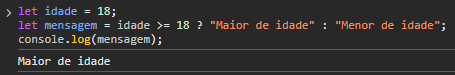 let idade = 18;
let mensagem = idade >= 18 ? "Maior de idade" : "Menor de idade";
console.log(mensagem);
Maior de idade